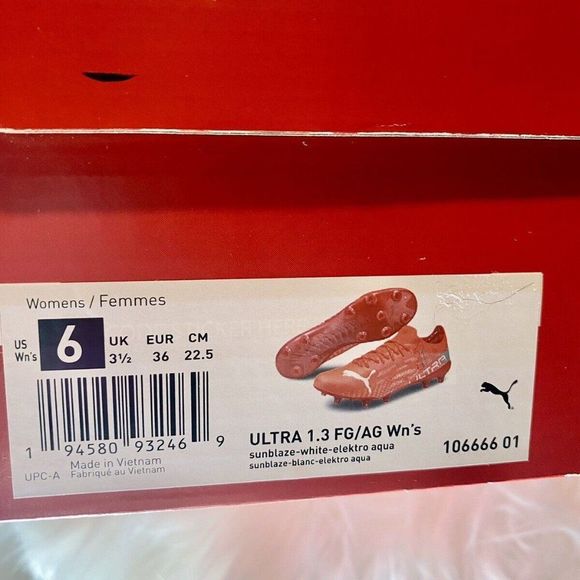 Womens / Femmes
US Wn's 6 UK 3½ EUR 36 CM 22.5
1 94580 93246 9
UPC-A Made in Vietnam
Fabriqué au Vietnam
ULTRA
ULTRA 1.3 FG/AG Wn's
sunblaze-white-elektro aqua
sunblaze-blanc-elektro aqua
106666 01